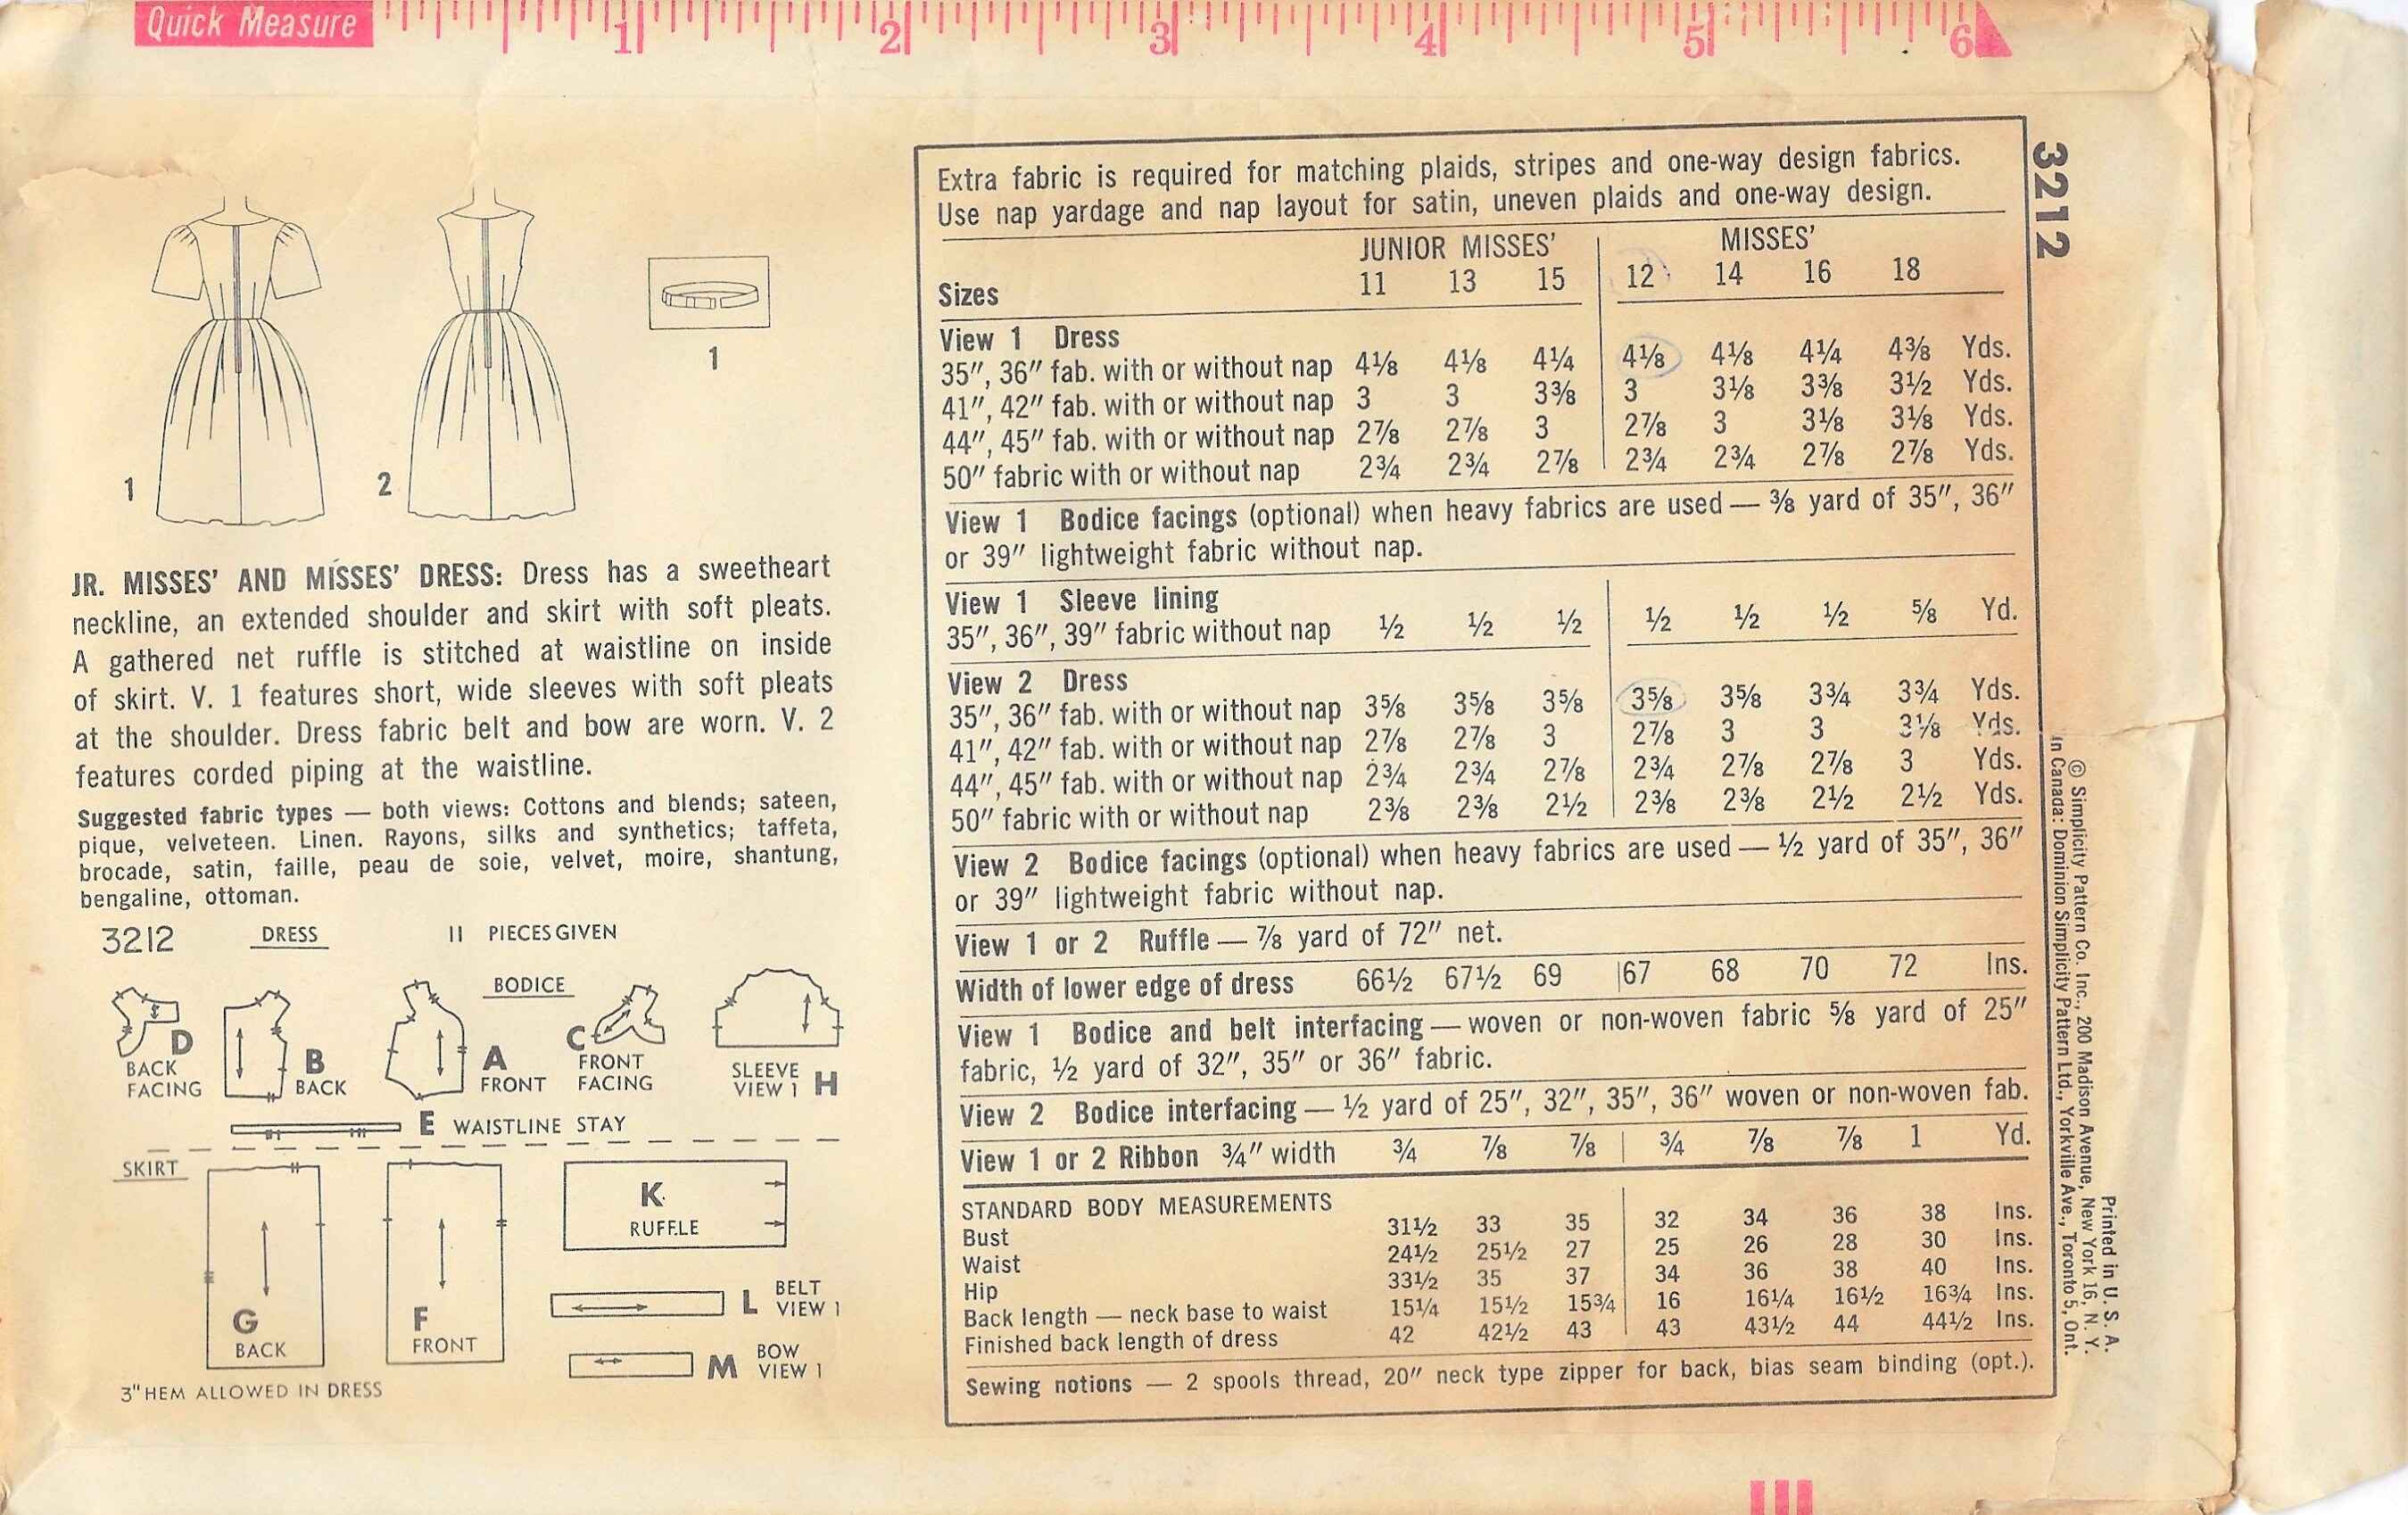 Quick Measure 1 2 3 4 5 6
1
2
1
JR. MISSES' AND MISSES' DRESS: Dress has a sweetheart
neckline, an extended shoulder and skirt with soft pleats.
A gathered net ruffle is stitched at waistline on inside
of skirt. V. 1 features short, wide sleeves with soft pleats
at the shoulder. Dress fabric belt and bow are worn. V. 2
features corded piping at the waistline.
Suggested fabric types — both views: Cottons and blends; sateen,
pique, velveteen. Linen. Rayons, silks and synthetics; taffeta,
brocade, satin, faille, peau de soie, velvet, moire, shantung,
bengaline, ottoman.
3212 DRESS 11 PIECES GIVEN
BODICE
D
BACK
FACING
B
BACK
A
FRONT
C
FRONT
FACING
SLEEVE
VIEW 1 H
E WAISTLINE STAY
SKIRT
G
BACK
F
FRONT
K
RUFFLE
L BELT
VIEW 1
M BOW
VIEW 1
3" HEM ALLOWED IN DRESS
Extra fabric is required for matching plaids, stripes and one-way design fabrics.
Use nap yardage and nap layout for satin, uneven plaids and one-way design.
JUNIOR MISSES' MISSES'
Sizes 11 13 15 12 14 16 18
View 1 Dress
35", 36" fab. with or without nap 4⅛ 4⅛ 4¼ 4⅛ 4⅛ 4¼ 4⅜ Yds.
41", 42" fab. with or without nap 3 3 3⅜ 3 3⅛ 3⅜ 3½ Yds.
44", 45" fab. with or without nap 2⅞ 2⅞ 3 2⅞ 3 3⅛ 3⅛ Yds.
50" fabric with or without nap 2¾ 2¾ 2⅞ 2¾ 2¾ 2⅞ 2⅞ Yds.
View 1 Bodice facings (optional) when heavy fabrics are used — ⅜ yard of 35", 36"
or 39" lightweight fabric without nap.
View 1 Sleeve lining
35", 36", 39" fabric without nap ½ ½ ½ ½ ½ ½ ⅝ Yd.
View 2 Dress
35", 36" fab. with or without nap 3⅝ 3⅝ 3⅝ 3⅝ 3⅝ 3¾ 3¾ Yds.
41", 42" fab. with or without nap 2⅞ 2⅞ 3 2⅞ 3 3 3⅛ Yds.
44", 45" fab. with or without nap 2¾ 2¾ 2⅞ 2¾ 2⅞ 2⅞ 3 Yds.
50" fabric with or without nap 2⅜ 2⅜ 2½ 2⅜ 2⅜ 2½ 2½ Yds.
View 2 Bodice facings (optional) when heavy fabrics are used — ½ yard of 35", 36"
or 39" lightweight fabric without nap.
View 1 or 2 Ruffle — ⅞ yard of 72" net.
Width of lower edge of dress 66½ 67½ 69 67 68 70 72 Ins.
View 1 Bodice and belt interfacing — woven or non-woven fabric ⅝ yard of 25"
fabric, ½ yard of 32", 35" or 36" fabric.
View 2 Bodice interfacing — ½ yard of 25", 32", 35", 36" woven or non-woven fab.
View 1 or 2 Ribbon ¾" width ¾ ⅞ ⅞ ¾ ⅞ ⅞ 1 Yd.
STANDARD BODY MEASUREMENTS
Bust 31½ 33 35 32 34 36 38 Ins.
Waist 24½ 25½ 27 25 26 28 30 Ins.
Hip 33½ 35 37 34 36 38 40 Ins.
Back length — neck base to waist 15¼ 15½ 15¾ 16 16¼ 16½ 16¾ Ins.
Finished back length of dress 42 42½ 43 43 43½ 44 44½ Ins.
Sewing notions — 2 spools thread, 20" neck type zipper for back, bias seam binding (opt.).
3212
Printed in U. S. A.
© Simplicity Pattern Co. Inc., 200 Madison Avenue, New York 16, N. Y.
in Canada: Dominion Simplicity Pattern Ltd., Yorkville Ave., Toronto 5, Ont.